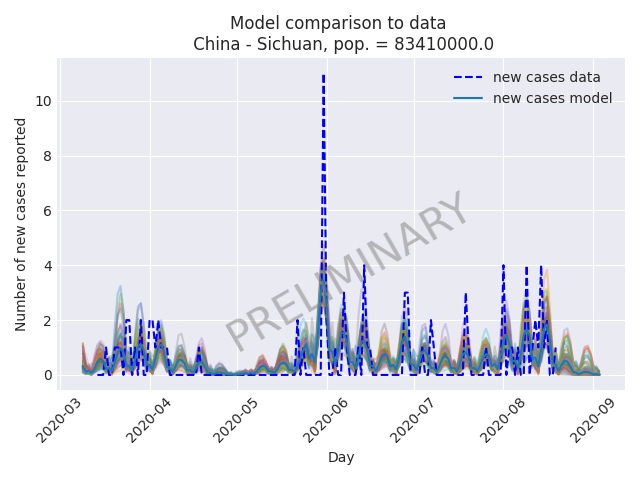 Model comparison to data
China - Sichuan, pop. = 83410000.0
Number of new cases reported
10
8
6
4
2
0
new cases data
new cases model
PRELIMINARY
2020-03
2020-04
2020-05
2020-06
2020-07
2020-08
2020-09
Day